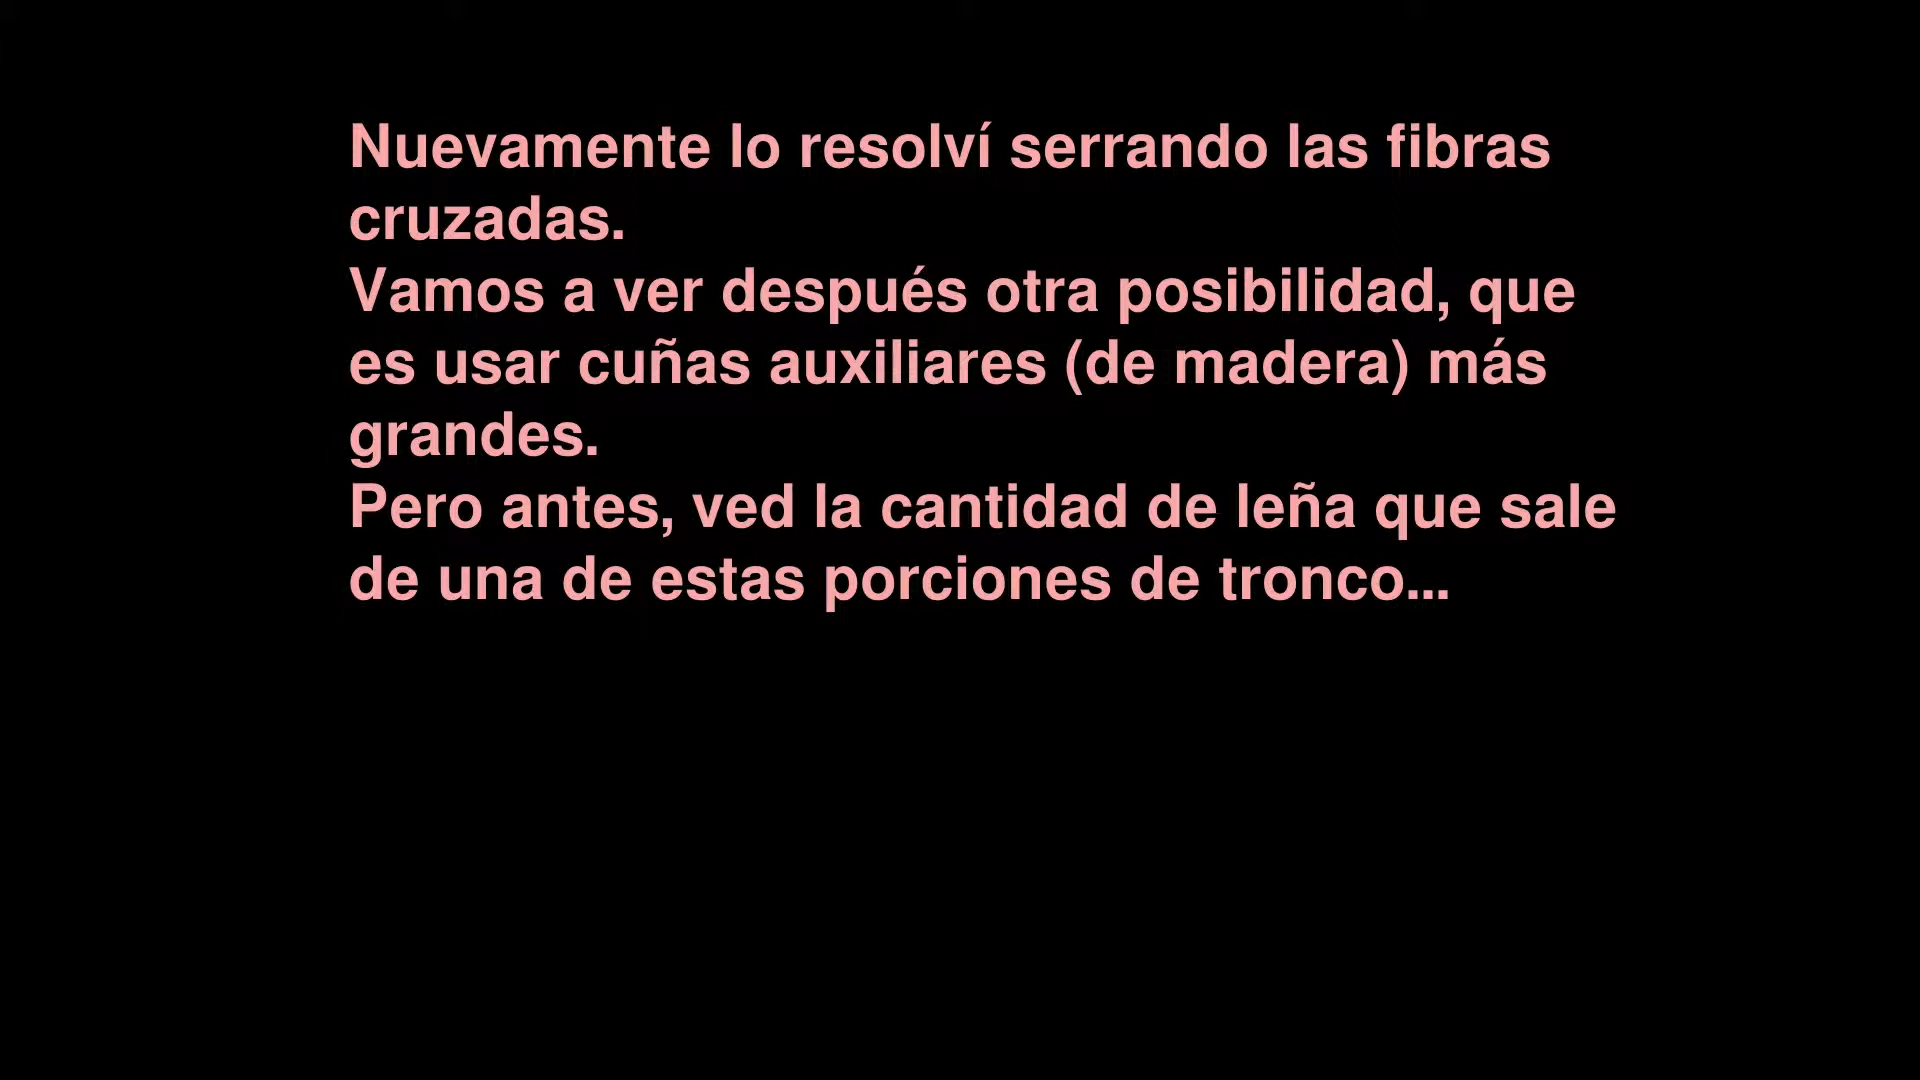 Nuevamente lo resolví serrando las fibras
cruzadas.
Vamos a ver después otra posibilidad, que
es usar cuñas auxiliares (de madera) más
grandes.
Pero antes, ved la cantidad de leña que sale
de una de estas porciones de tronco...